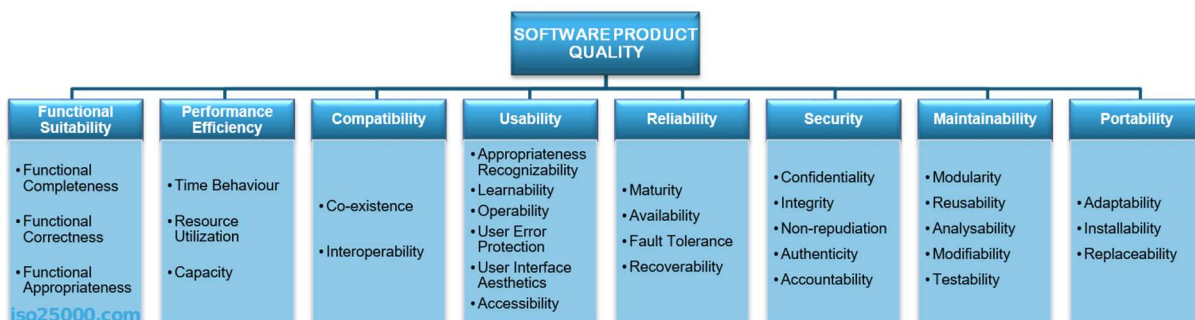 SOFTWARE PRODUCT
QUALITY
Functional
Suitability
• Functional
Completeness
• Functional
Correctness
• Functional
Appropriateness
Performance
Efficiency
• Time Behaviour
• Resource
Utilization
• Capacity
Compatibility
• Co-existence
• Interoperability
Usability
• Appropriateness
Recognizability
• Learnability
• Operability
• User Error
Protection
• User Interface
Aesthetics
• Accessibility
Reliability
• Maturity
• Availability
• Fault Tolerance
• Recoverability
Security
• Confidentiality
• Integrity
• Non-repudiation
• Authenticity
• Accountability
Maintainability
• Modularity
• Reusability
• Analysability
• Modifiability
• Testability
Portability
• Adaptability
• Installability
• Replaceability
iso25000.com